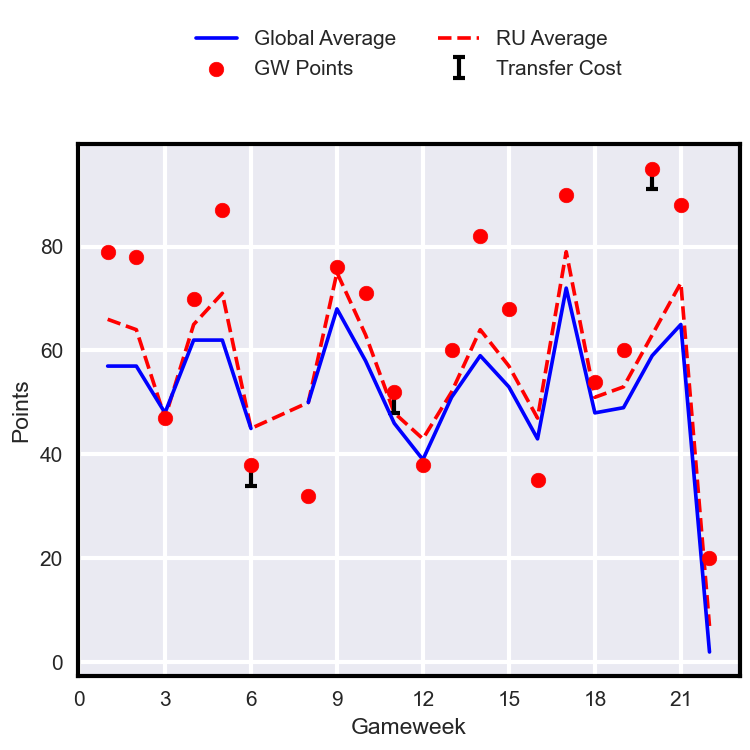 Global Average RU Average
GW Points Transfer Cost
80
60
40
20
0
Points
0 3 6 9 12 15 18 21
Gameweek